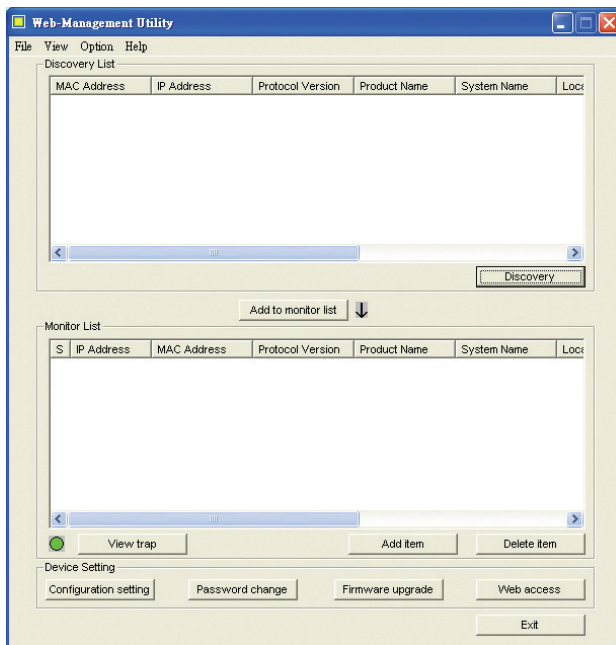 Web-Management Utility
File View Option Help
Discovery List
MAC Address IP Address Protocol Version Product Name System Name Loca
Discovery
Add to monitor list
Monitor List
S IP Address MAC Address Protocol Version Product Name System Name Loca
View trap Add item Delete item
Device Setting
Configuration setting Password change Firmware upgrade Web access
Exit